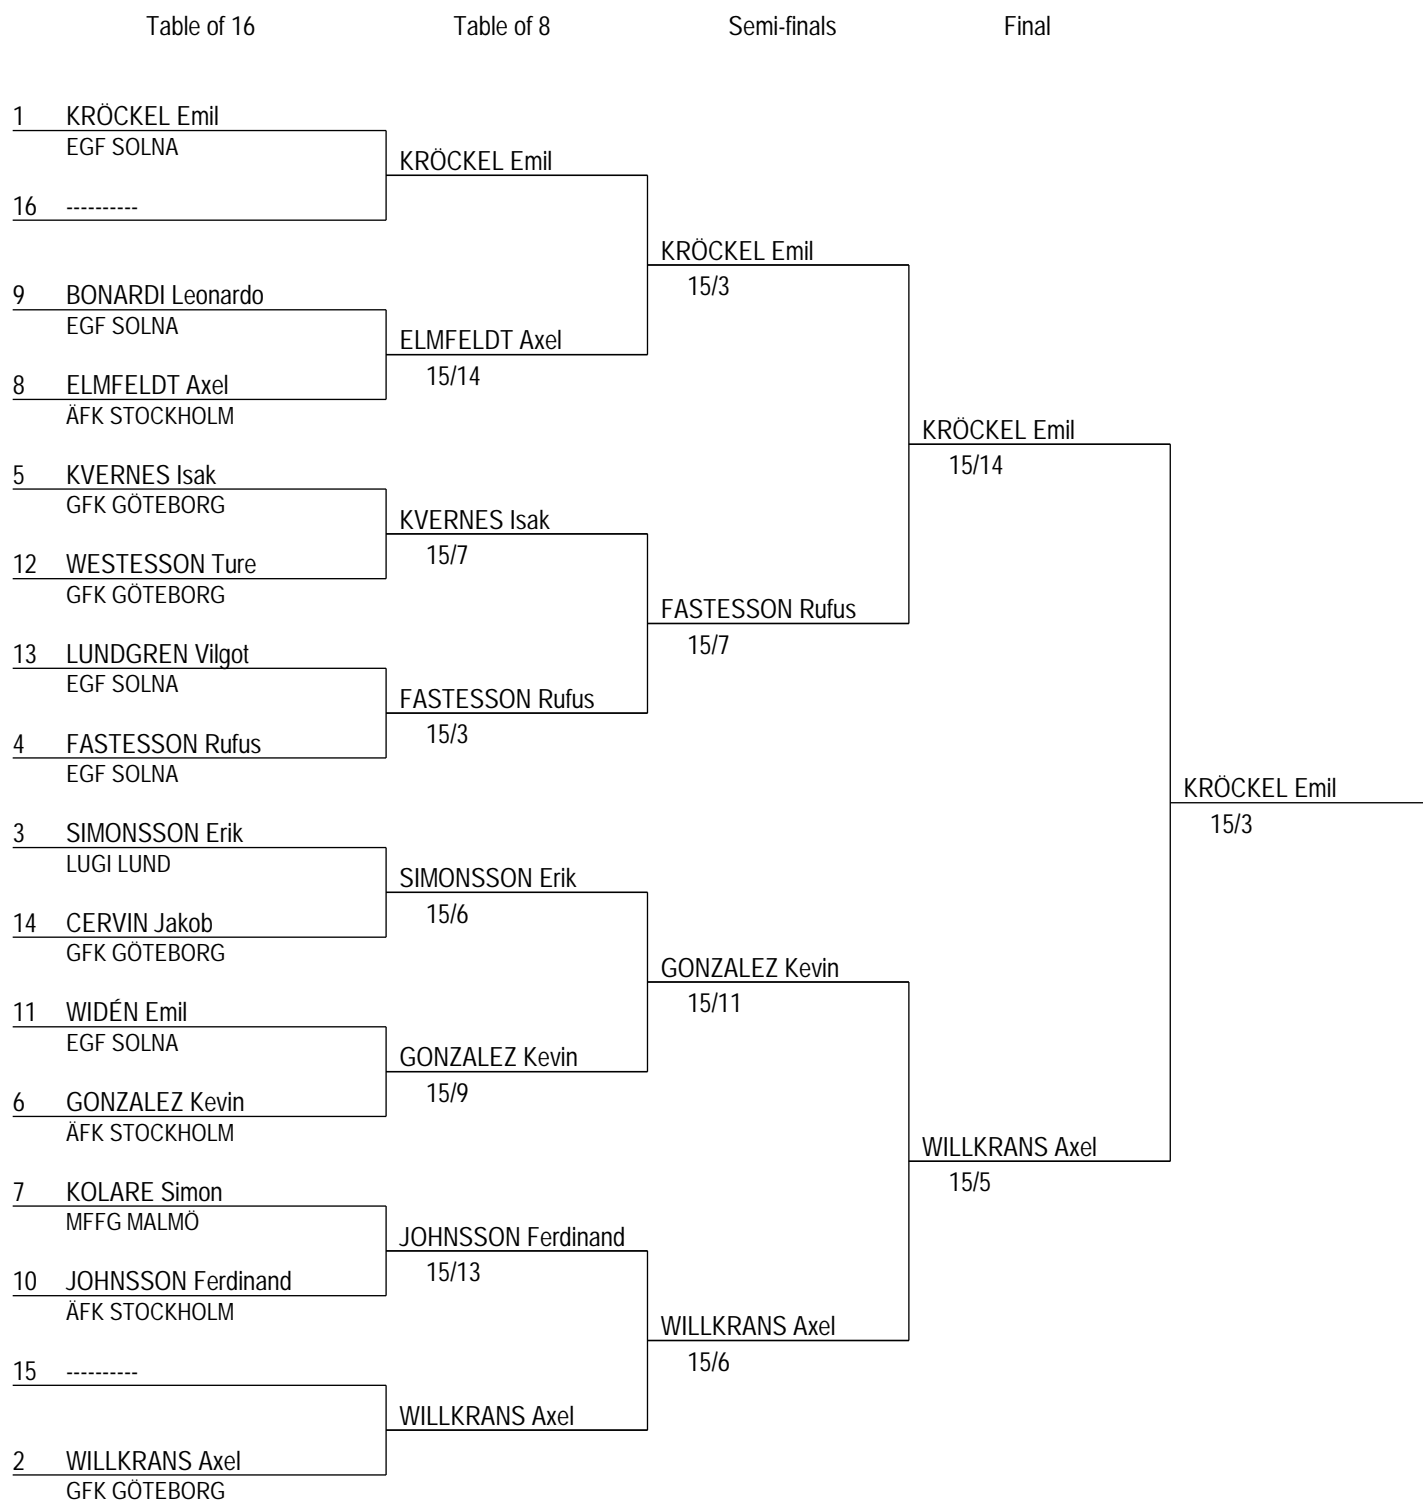 Table of 16 Table of 8 Semi-finals Final
1 KRÖCKEL Emil
EGF SOLNA
KRÖCKEL Emil
16 ----------
KRÖCKEL Emil
15/3
9 BONARDI Leonardo
EGF SOLNA
ELMFELDT Axel
15/14
8 ELMFELDT Axel
ÄFK STOCKHOLM
KRÖCKEL Emil
15/14
5 KVERNES Isak
GFK GÖTEBORG
KVERNES Isak
15/7
12 WESTESSON Ture
GFK GÖTEBORG
FASTESSON Rufus
15/7
13 LUNDGREN Vilgot
EGF SOLNA
FASTESSON Rufus
15/3
4 FASTESSON Rufus
EGF SOLNA
KRÖCKEL Emil
15/3
3 SIMONSSON Erik
LUGI LUND
SIMONSSON Erik
15/6
14 CERVIN Jakob
GFK GÖTEBORG
GONZALEZ Kevin
15/11
11 WIDÉN Emil
EGF SOLNA
GONZALEZ Kevin
15/9
6 GONZALEZ Kevin
ÄFK STOCKHOLM
WILLKRANS Axel
15/5
7 KOLARE Simon
MFFG MALMÖ
JOHNSSON Ferdinand
15/13
10 JOHNSSON Ferdinand
ÄFK STOCKHOLM
WILLKRANS Axel
15/6
15 ----------
WILLKRANS Axel
2 WILLKRANS Axel
GFK GÖTEBORG